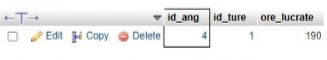 id_ang id_ture ore_lucrate
Edit Copy Delete 4 1 190